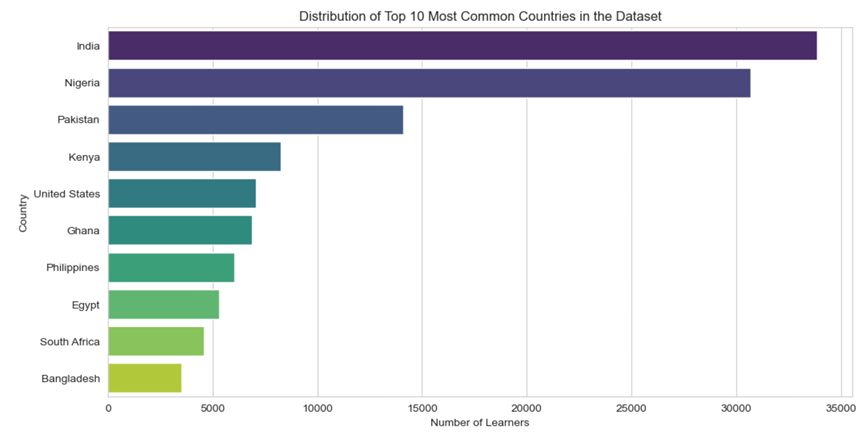 Distribution of Top 10 Most Common Countries in the Dataset
Country
India
Nigeria
Pakistan
Kenya
United States
Ghana
Philippines
Egypt
South Africa
Bangladesh
0 5000 10000 15000 20000 25000 30000 35000
Number of Learners